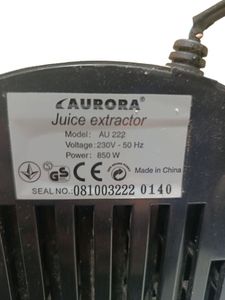 AURORA®
Juice extractor
Model: AU 222
Voltage: 230V - 50 Hz
Power: 850 W
GS CE Made in China
SEAL NO. 081003222 0140